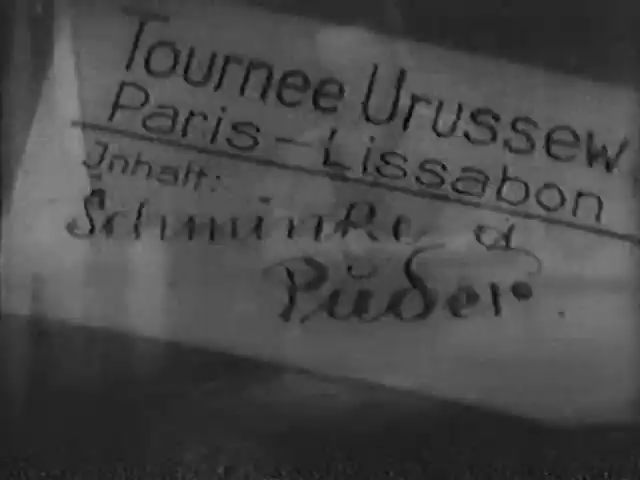 Tournee Urussew
Paris - Lissabon
Inhalt:
Schminke u
Puder.